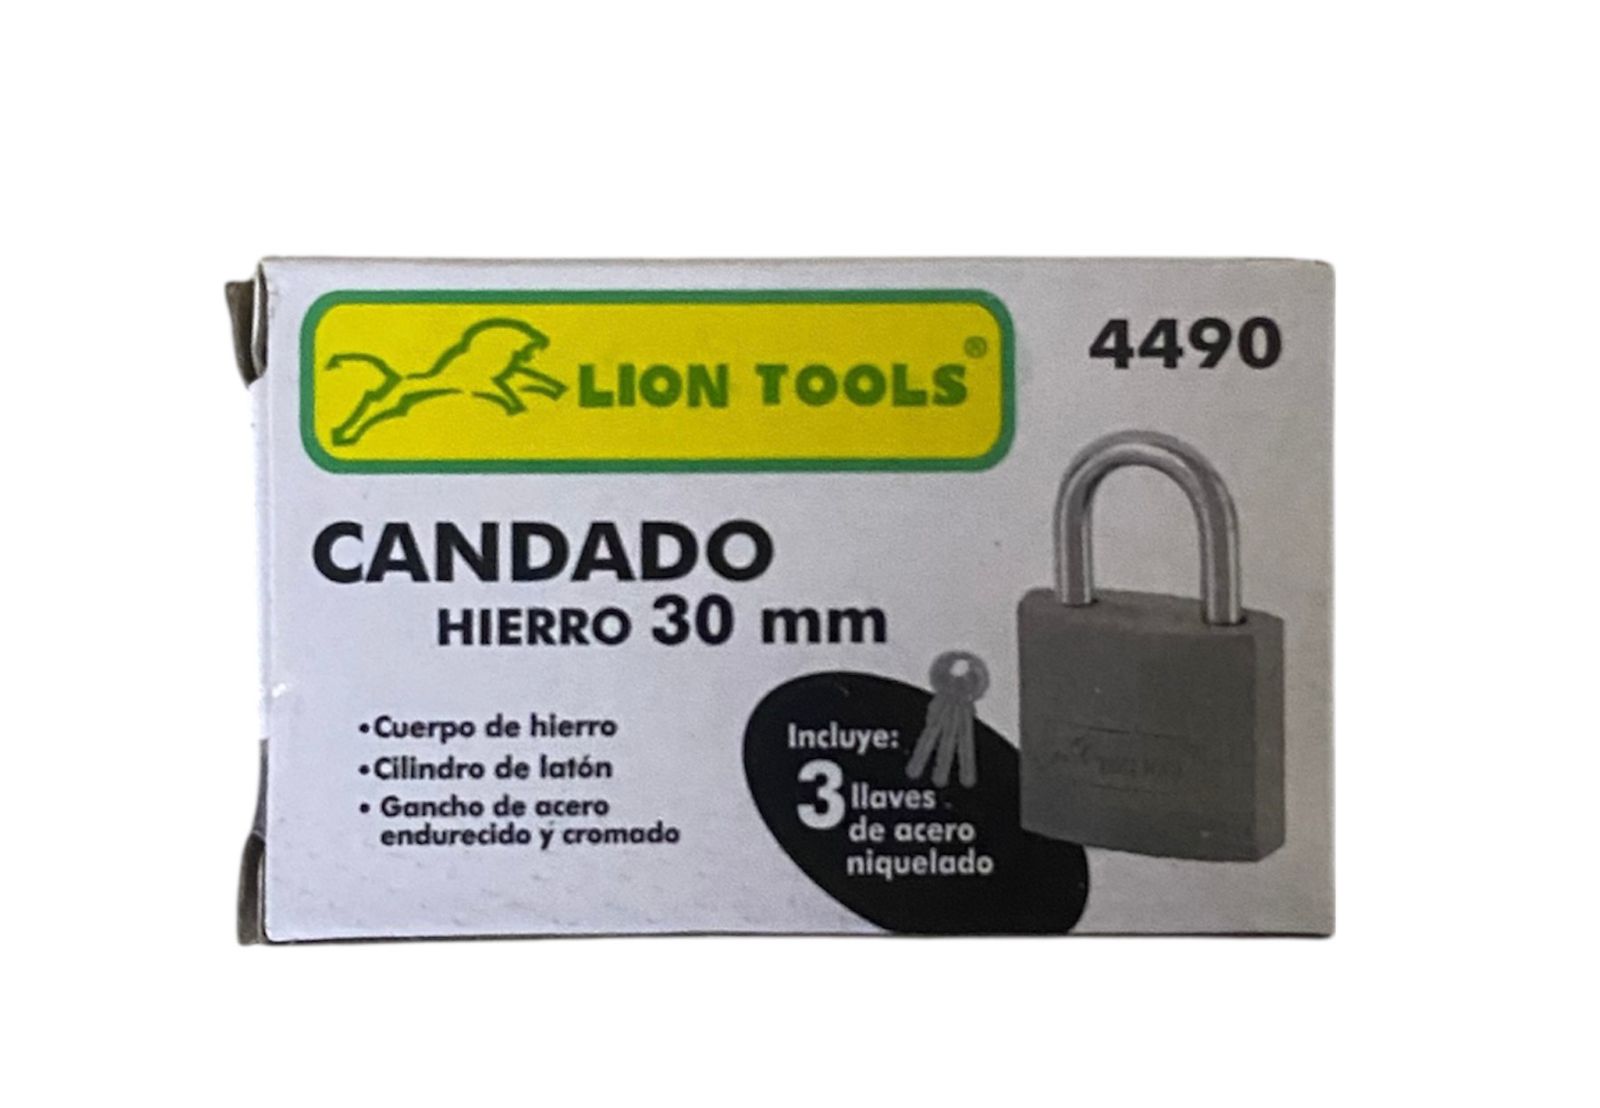 LION TOOLS®
4490
CANDADO
HIERRO 30 mm
•Cuerpo de hierro
•Cilindro de latón
• Gancho de acero
endurecido y cromado
Incluye:
3 llaves
de acero
niquelado